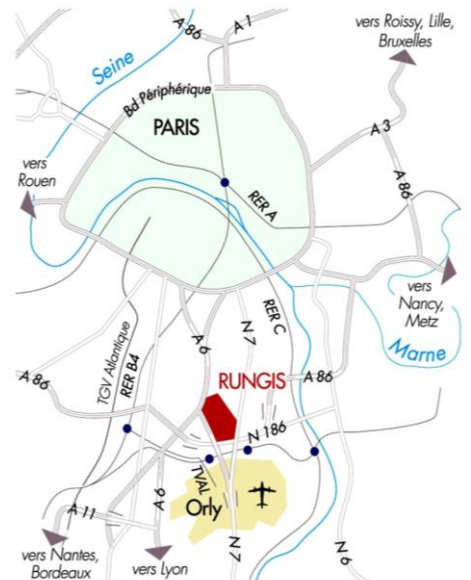 A 86
A 1
vers Roissy, Lille,
Bruxelles
Seine
Bd Périphérique
PARIS
A 3
vers
Rouen
RER A
A 86
vers
Nancy,
Metz
RER C
N 7
A 6
TGV Atlantique
RER B4
Marne
A 86
RUNGIS
A 86
N 186
TVAL
A 6
Orly
A 11
N 7
N 6
vers Nantes,
Bordeaux
vers Lyon